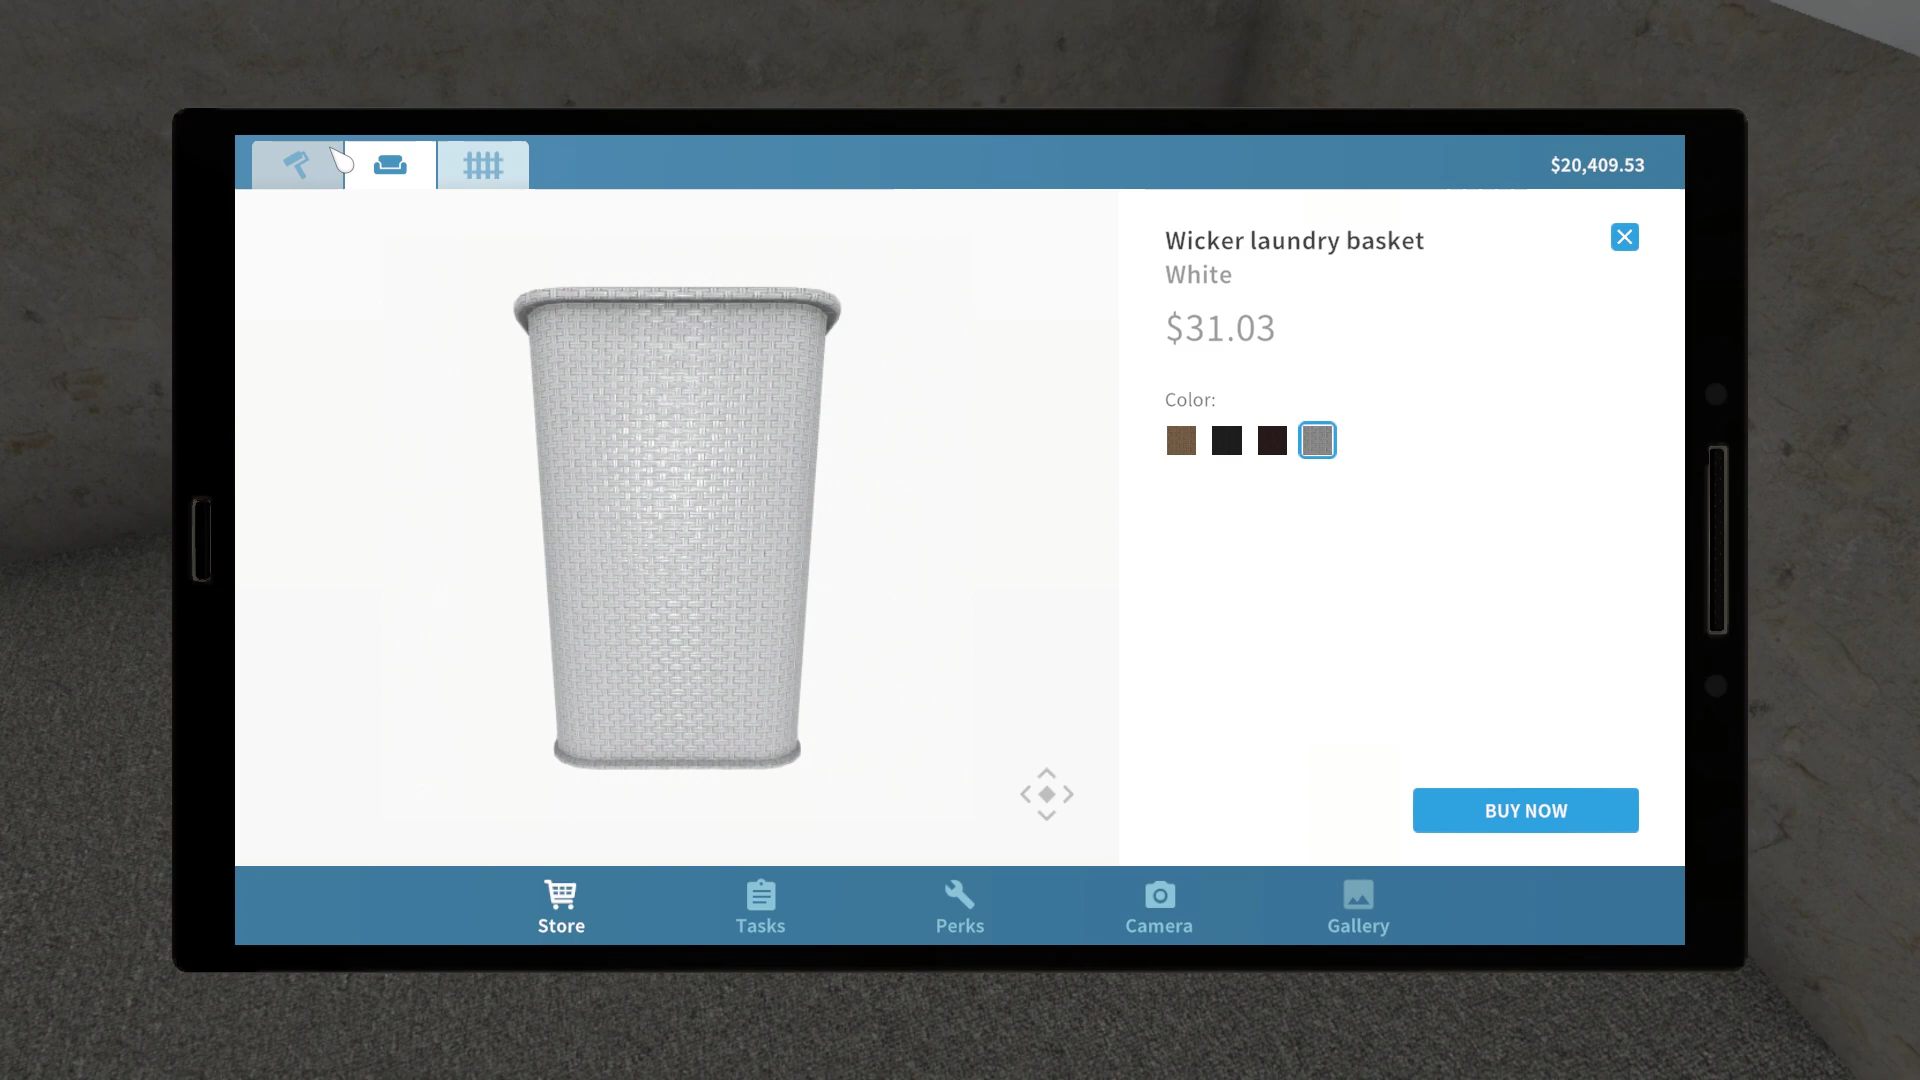 $20,409.53
Wicker laundry basket
White
$31.03
Color:
BUY NOW
Store
Tasks
Perks
Camera
Gallery